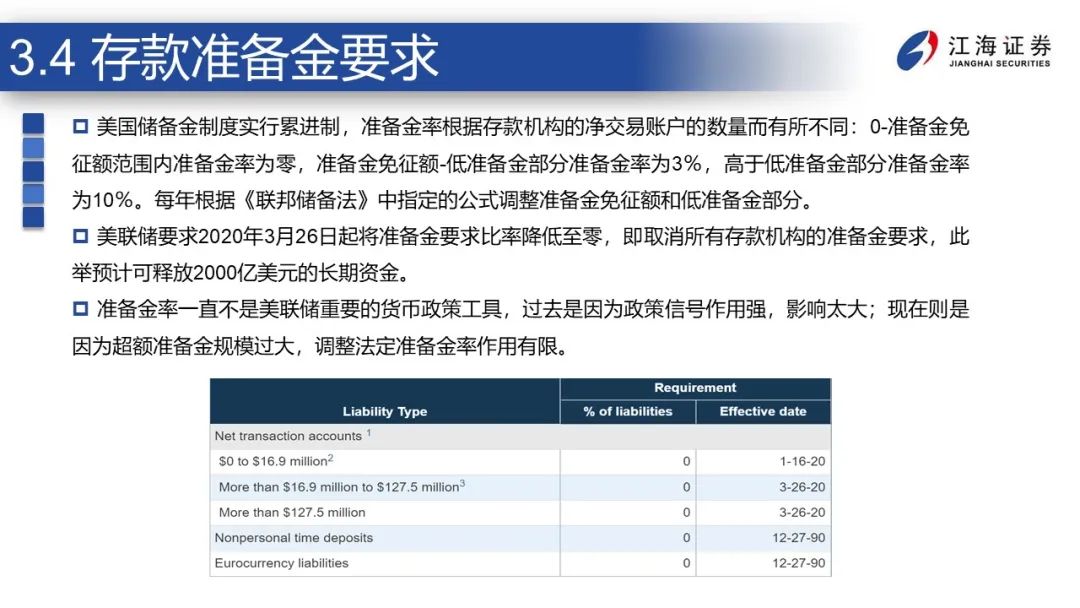 3.4 存款准备金要求
江海证券
JIANGHAI SECURITIES
美国储备金制度实行累进制，准备金率根据存款机构的净交易账户的数量而有所不同：0-准备金免
征额范围内准备金率为零，准备金免征额-低准备金部分准备金率为3%，高于低准备金部分准备金率
为10%。每年根据《联邦储备法》中指定的公式调整准备金免征额和低准备金部分。
美联储要求2020年3月26日起将准备金要求比率降低至零，即取消所有存款机构的准备金要求，此
举预计可释放2000亿美元的长期资金。
准备金率一直不是美联储重要的货币政策工具，过去是因为政策信号作用强，影响太大；现在则是
因为超额准备金规模过大，调整法定准备金率作用有限。
Requirement
Liability Type % of liabilities Effective date
Net transaction accounts 1
$0 to $16.9 million2 0 1-16-20
More than $16.9 million to $127.5 million3 0 3-26-20
More than $127.5 million 0 3-26-20
Nonpersonal time deposits 0 12-27-90
Eurocurrency liabilities 0 12-27-90